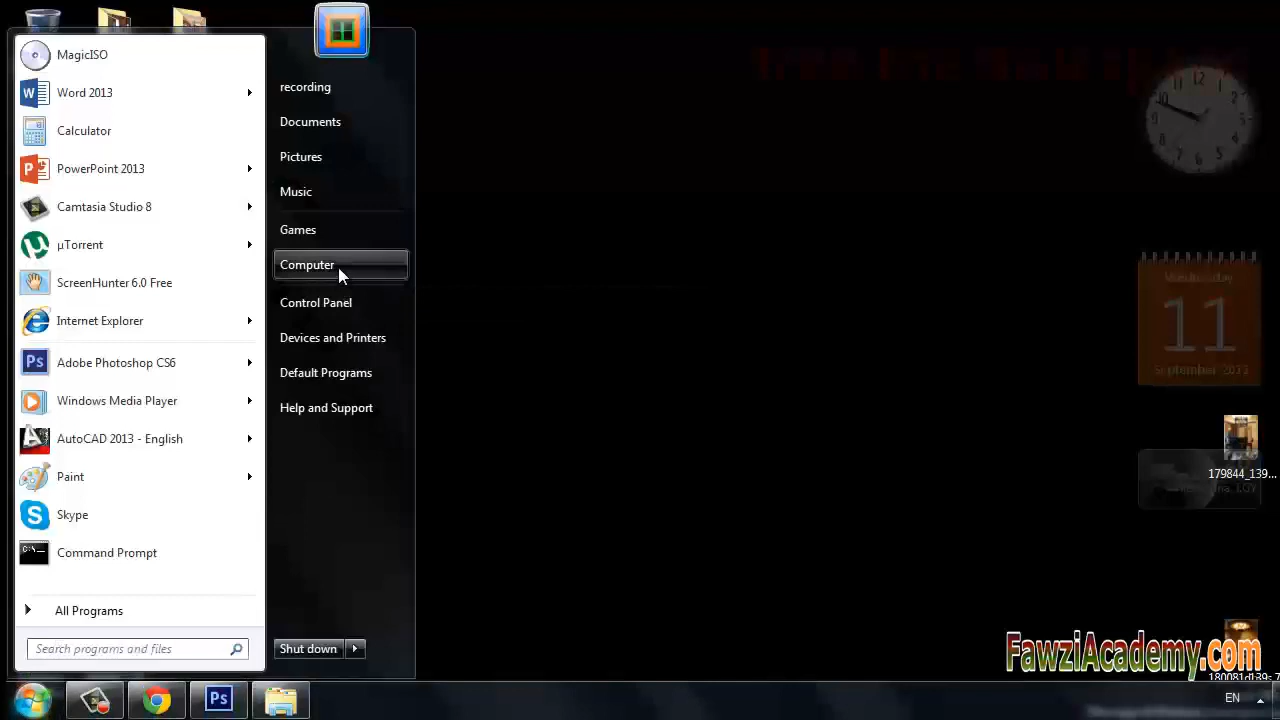 MagicISO
Word 2013
Calculator
PowerPoint 2013
Camtasia Studio 8
µTorrent
ScreenHunter 6.0 Free
Internet Explorer
Adobe Photoshop CS6
Windows Media Player
AutoCAD 2013 - English
Paint
Skype
Command Prompt
All Programs
Search programs and files
recording
Documents
Pictures
Music
Games
Computer
Control Panel
Devices and Printers
Default Programs
Help and Support
Shut down
12
11
September 2013
179844_139...
FawziAcademy.com
EN